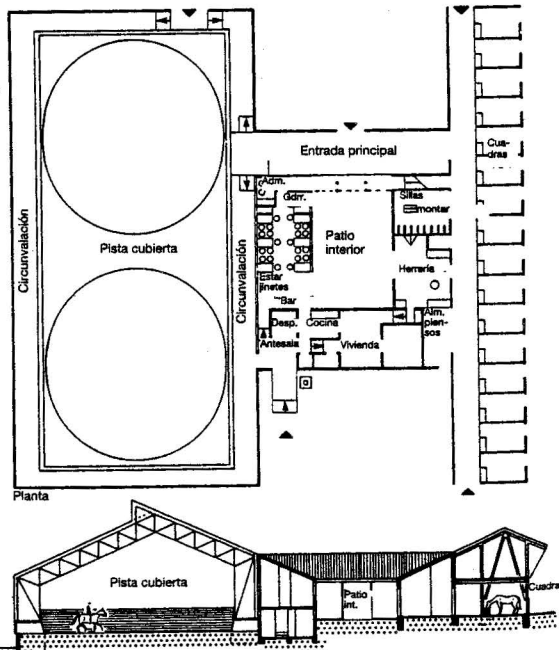 Entrada principal
Cua-
dras
Adm.
Gdrr.
Sillas
montar
Circunvalación
Pista cubierta
Circunvalación
Patio
interior
Herrería
Estar
jinetes
Bar
Desp.
Cocina
Alm.
pien-
sos
Antesala
Vivienda
Planta
Pista cubierta
Patio
int.
Cuadra